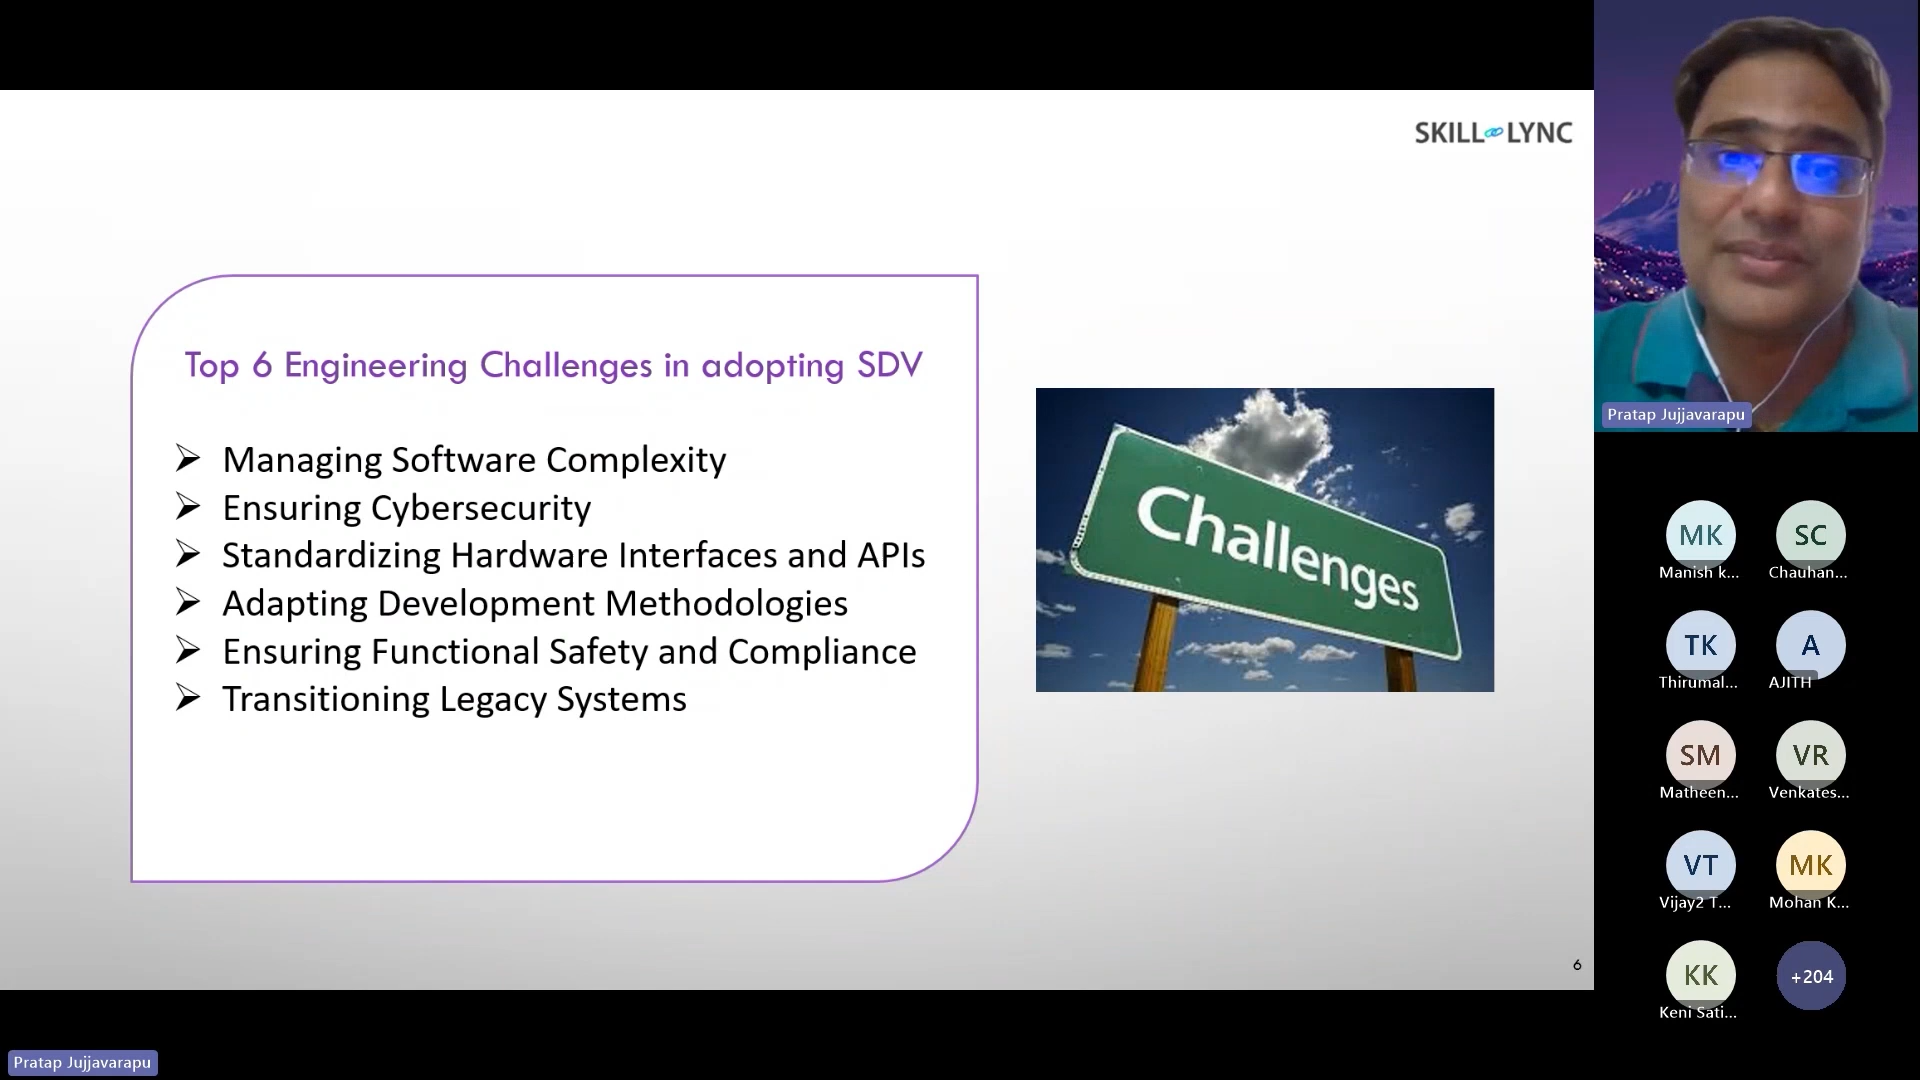 SKILL LYNC
Top 6 Engineering Challenges in adopting SDV
➢ Managing Software Complexity
➢ Ensuring Cybersecurity
➢ Standardizing Hardware Interfaces and APIs
➢ Adapting Development Methodologies
➢ Ensuring Functional Safety and Compliance
➢ Transitioning Legacy Systems
Challenges
6
Pratap Jujjavarapu
Pratap Jujjavarapu
MK
SC
Manish k...
Chauhan...
TK
A
Thirumal...
AJITH
SM
VR
Matheen...
Venkates...
VT
MK
Vijay2 T...
Mohan K...
KK
+204
Keni Sati...